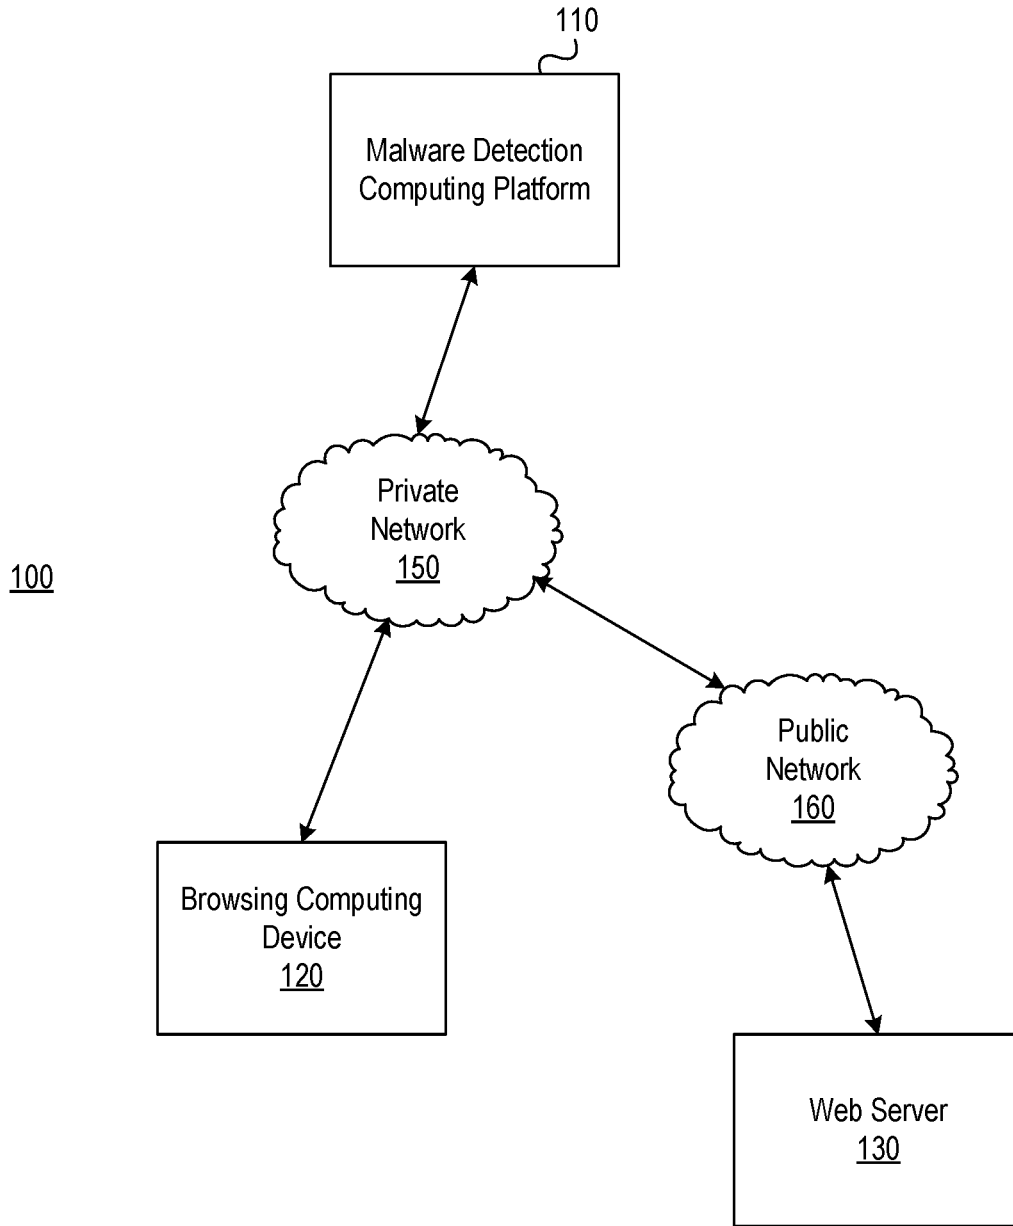 110
Malware Detection
Computing Platform
Private
Network
150
100
Public
Network
160
Browsing Computing
Device
120
Web Server
130